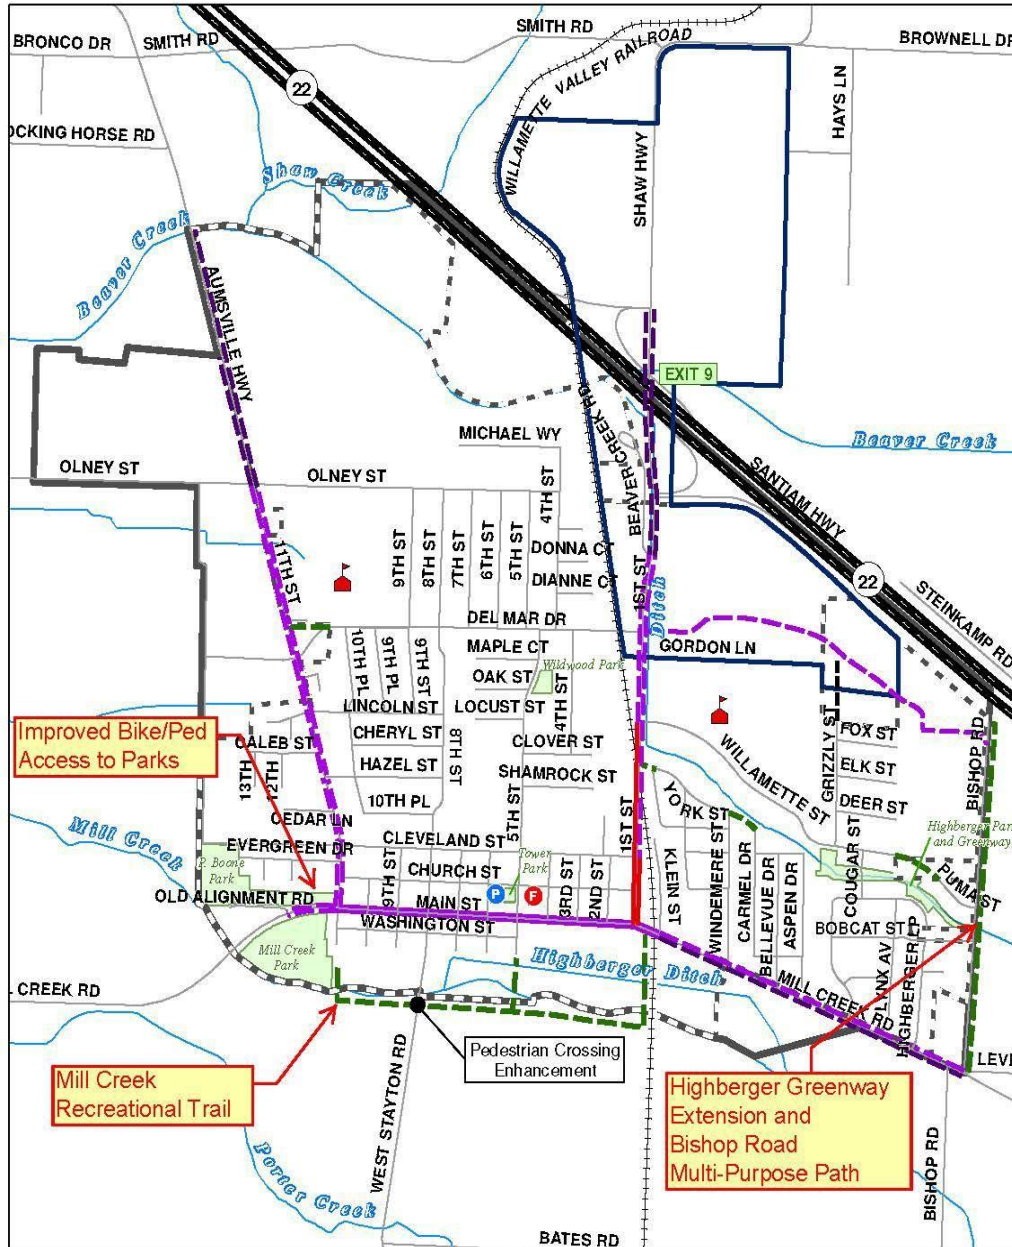 BRONCO DR
SMITH RD
SMITH RD
BROWNELL DR
WILLAMETTE VALLEY RAILROAD
22
HAYS LN
OCKING HORSE RD
SHAW HWY
Shaw Creek
Beaver Creek
AUMSVILLE HWY
EXIT 9
BEAVERCREEK RD
MICHAEL WY
Beaver Creek
OLNEY ST
OLNEY ST
SANTIAM HWY
4TH ST
5TH ST
6TH ST
7TH ST
8TH ST
9TH ST
11TH ST
DONNA CT
DIANNE CT
1ST ST
Ditch
22
STEINKAMP RD
DEL MAR DR
MAPLE CT
GORDON LN
10TH PL
9TH PL
9TH ST
Wildwood Park
OAK ST
4TH ST
LINCOLN ST
LOCUST ST
Improved Bike/Ped
Access to Parks
CALEB ST
CHERYL ST
8TH ST
CLOVER ST
WILLAMETTE ST
GRIZZLY ST
FOX ST
BISHOP RD
13TH
12TH
HAZEL ST
SHAMROCK ST
ELK ST
10TH PL
YORK ST
DEER ST
CEDAR LN
5TH ST
1ST ST
Mill Creek
EVERGREEN DR
CLEVELAND ST
Highberger Park
and Greenway
P. Boone
Park
Tower
Park
CHURCH ST
9TH ST
3RD ST
2ND ST
KLEIN ST
WINDEMERE ST
CARMEL DR
BELLEVUE DR
ASPEN DR
COUGAR ST
PUMA ST
OLD ALIGNMENT RD
MAIN ST
P
F
WASHINGTON ST
BOBCAT ST
Mill Creek
Park
Highberger Ditch
LYNX AV
HIGHBERGER LP
L CREEK RD
MILL CREEK RD
Pedestrian Crossing
Enhancement
LEVI
Mill Creek
Recreational Trail
Highberger Greenway
Extension and
Bishop Road
Multi-Purpose Path
WEST STAYTON RD
BISHOP RD
Porter Creek
BATES RD